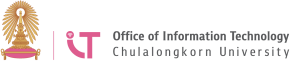 iT
Office of Information Technology
Chulalongkorn University